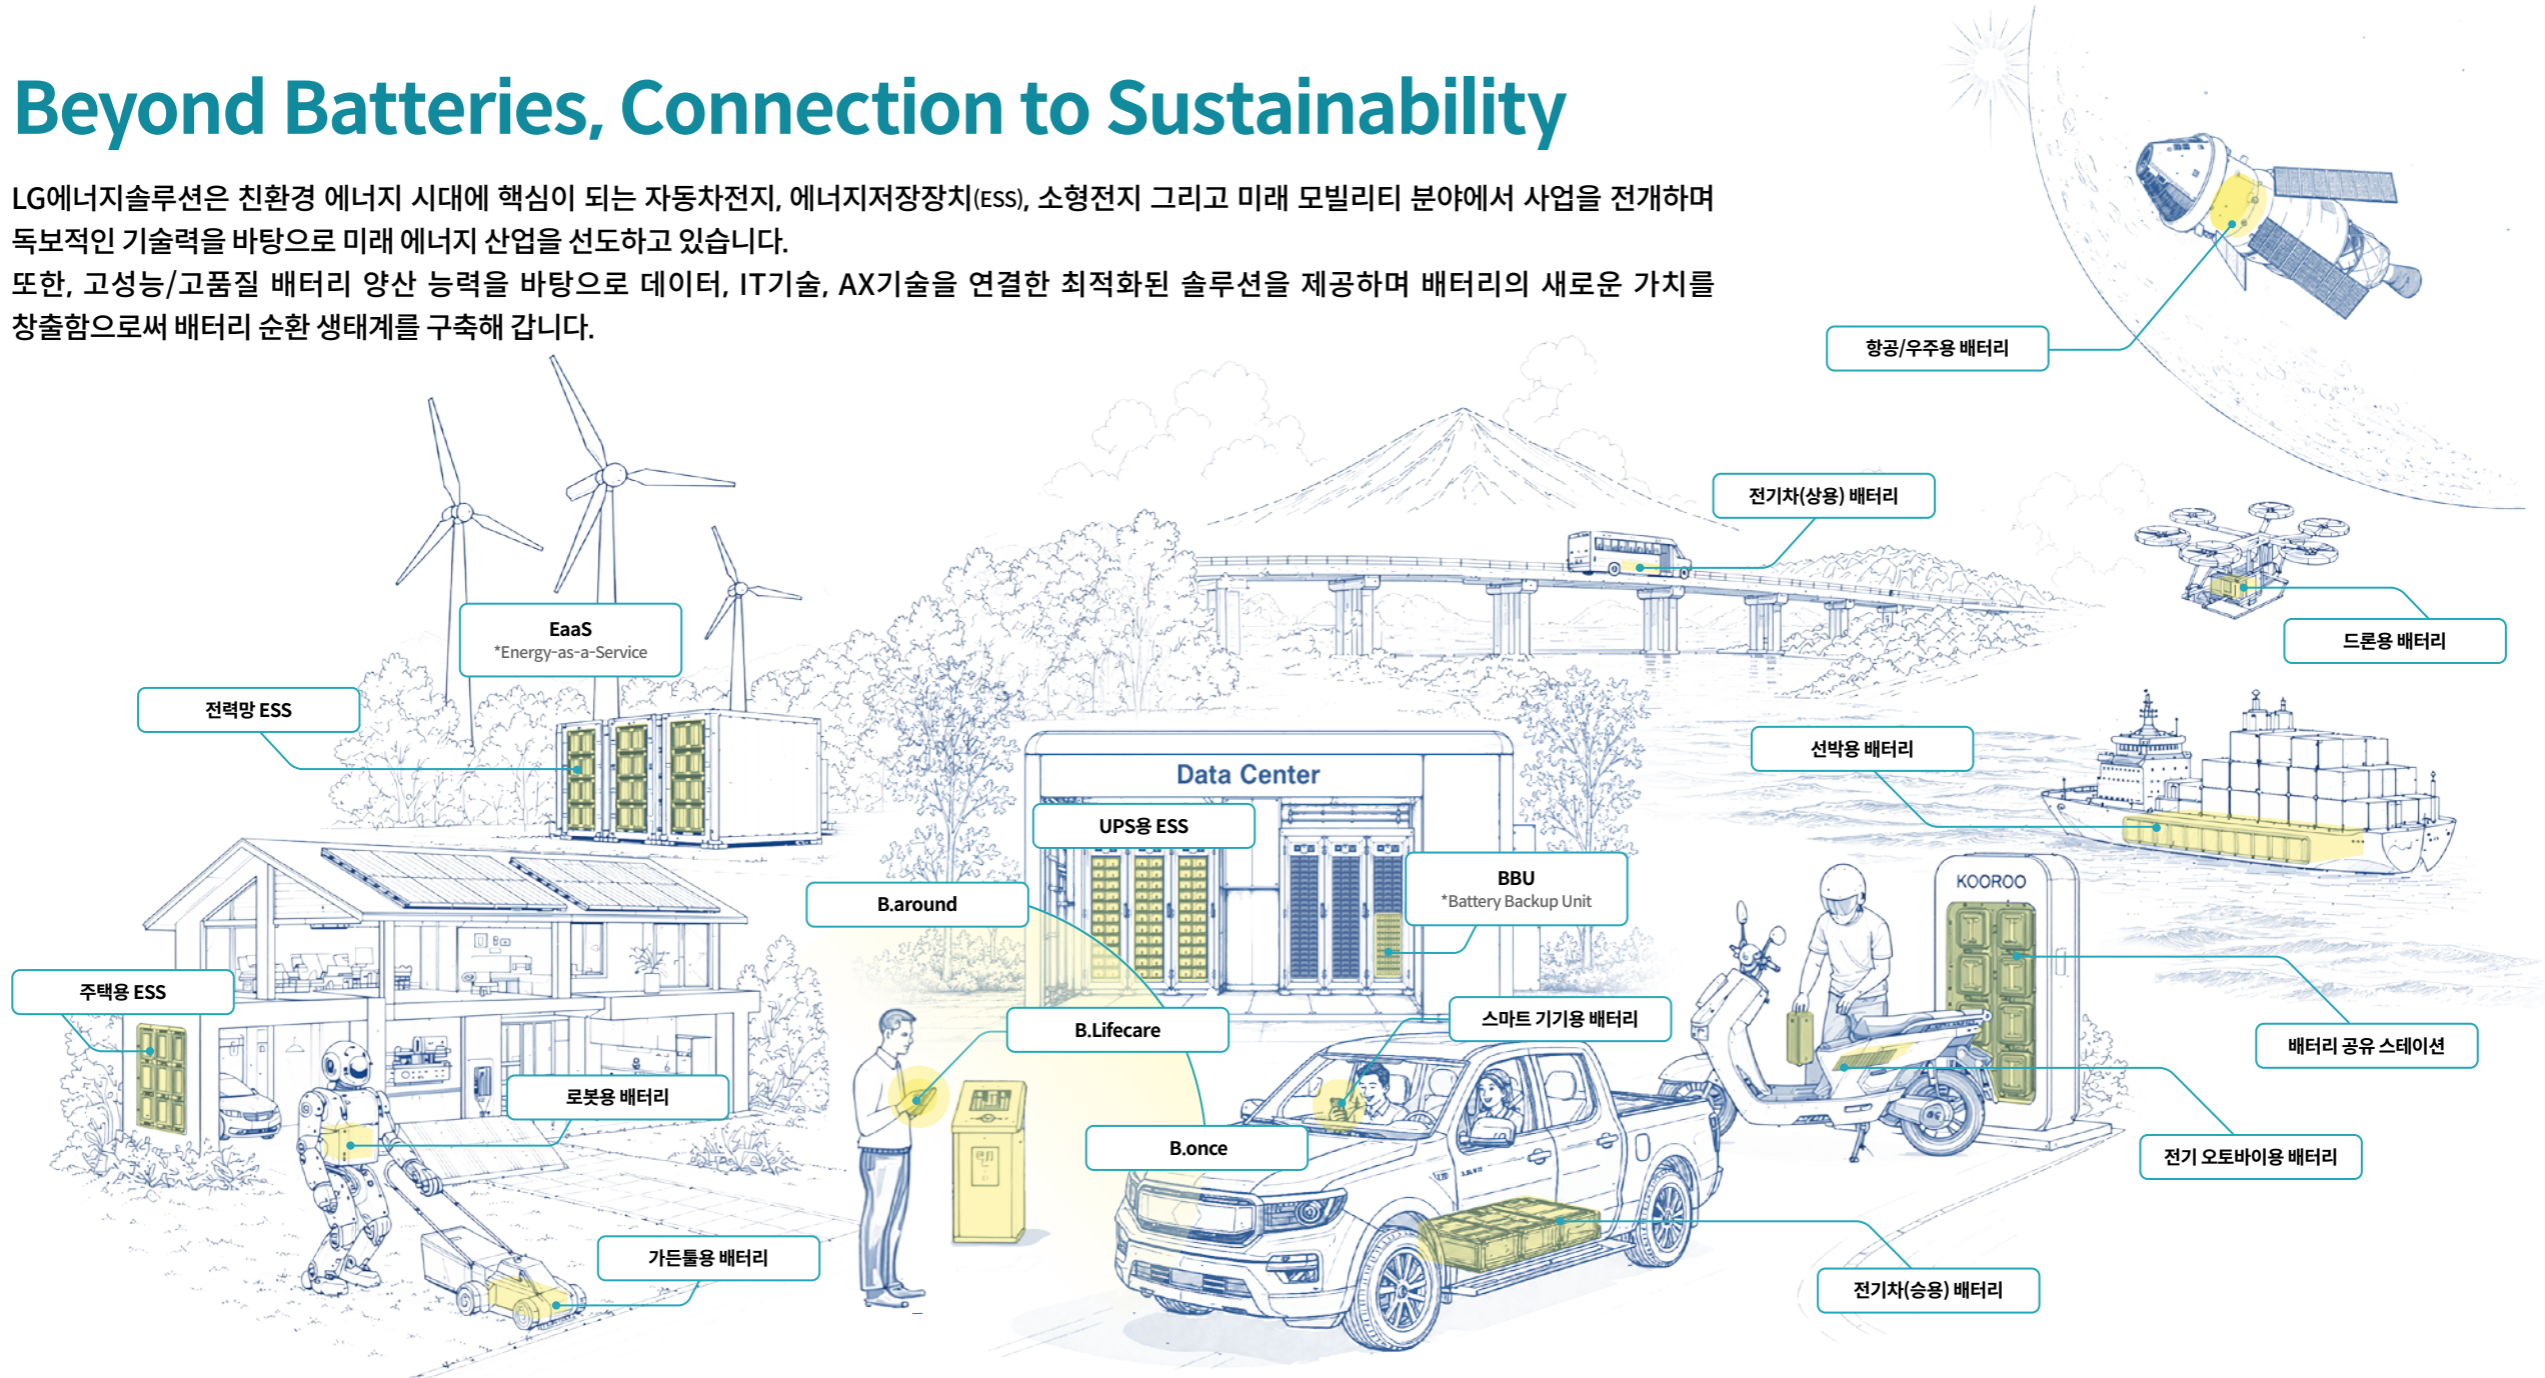 Beyond Batteries, Connection to Sustainability
LG에너지솔루션은 친환경 에너지 시대에 핵심이 되는 자동차전지, 에너지저장장치(ESS), 소형전지 그리고 미래 모빌리티 분야에서 사업을 전개하며
독보적인 기술력을 바탕으로 미래 에너지 산업을 선도하고 있습니다.
또한, 고성능/고품질 배터리 양산 능력을 바탕으로 데이터, IT기술, AX기술을 연결한 최적화된 솔루션을 제공하며 배터리의 새로운 가치를
창출함으로써 배터리 순환 생태계를 구축해 갑니다.
항공/우주용 배터리
전기차(상용) 배터리
EaaS
*Energy-as-a-Service
드론용 배터리
전력망 ESS
선박용 배터리
Data Center
UPS용 ESS
BBU
*Battery Backup Unit
KOOROO
B.around
주택용 ESS
B.Lifecare
스마트 기기용 배터리
배터리 공유 스테이션
로봇용 배터리
B.once
전기 오토바이용 배터리
가든툴용 배터리
전기차(승용) 배터리